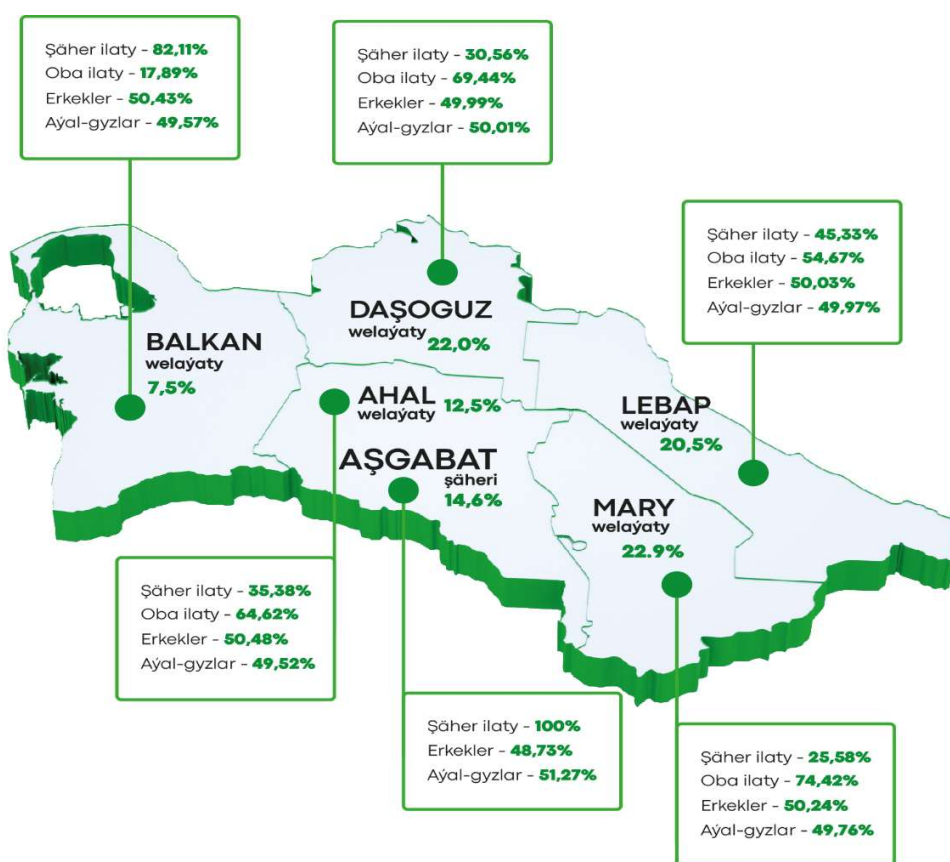 Şäher ilaty - 82,11%
Oba ilaty - 17,89%
Erkekler - 50,43%
Aýal-gyzlar - 49,57%
Şäher ilaty - 30,56%
Oba ilaty - 69,44%
Erkekler - 49,99%
Aýal-gyzlar - 50,01%
Şäher ilaty - 45,33%
Oba ilaty - 54,67%
Erkekler - 50,03%
Aýal-gyzlar - 49,97%
BALKAN
welaýaty
7,5%
DAŞOGUZ
welaýaty
22,0%
AHAL
welaýaty
12,5%
AŞGABAT
şäheri
14,6%
LEBAP
welaýaty
20,5%
MARY
welaýaty
22.9%
Şäher ilaty - 35,38%
Oba ilaty - 64,62%
Erkekler - 50,48%
Aýal-gyzlar - 49,52%
Şäher ilaty - 100%
Erkekler - 48,73%
Aýal-gyzlar - 51,27%
Şäher ilaty - 25,58%
Oba ilaty - 74,42%
Erkekler - 50,24%
Aýal-gyzlar - 49,76%